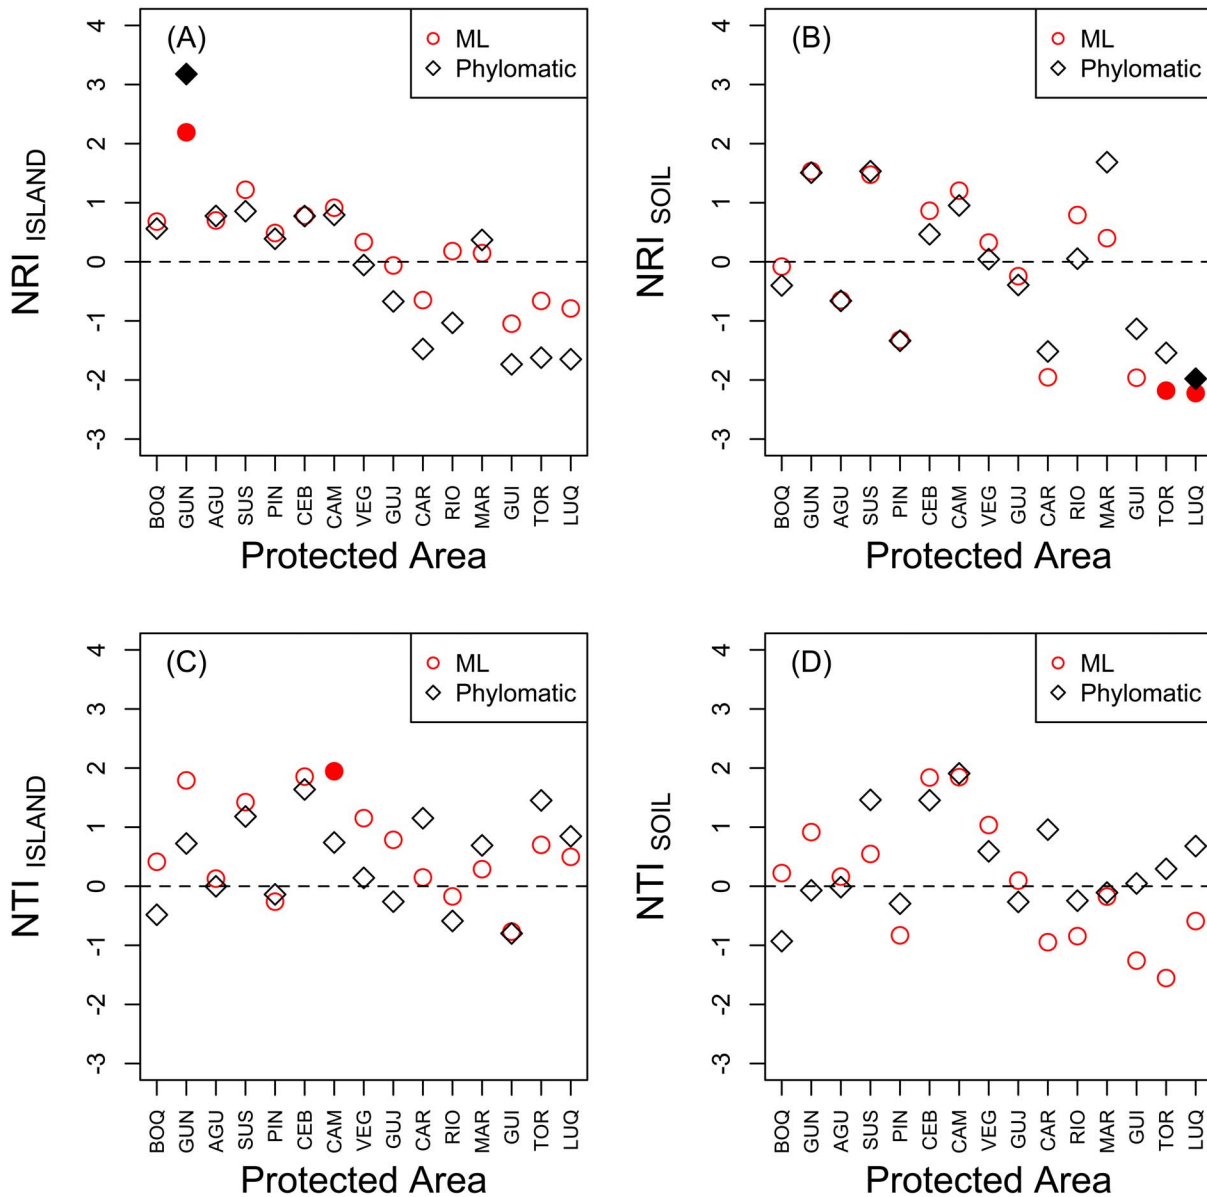 (A)
ML
Phylomatic
4
3
2
1
0
-1
-2
-3
NRI ISLAND
BOQ
GUN
AGU
SUS
PIN
CEB
CAM
VEG
GUJ
CAR
RIO
MAR
GUI
TOR
LUQ
Protected Area
(B)
ML
Phylomatic
4
3
2
1
0
-1
-2
-3
NRI SOIL
BOQ
GUN
AGU
SUS
PIN
CEB
CAM
VEG
GUJ
CAR
RIO
MAR
GUI
TOR
LUQ
Protected Area
(C)
ML
Phylomatic
4
3
2
1
0
-1
-2
-3
NTI ISLAND
BOQ
GUN
AGU
SUS
PIN
CEB
CAM
VEG
GUJ
CAR
RIO
MAR
GUI
TOR
LUQ
Protected Area
(D)
ML
Phylomatic
4
3
2
1
0
-1
-2
-3
NTI SOIL
BOQ
GUN
AGU
SUS
PIN
CEB
CAM
VEG
GUJ
CAR
RIO
MAR
GUI
TOR
LUQ
Protected Area